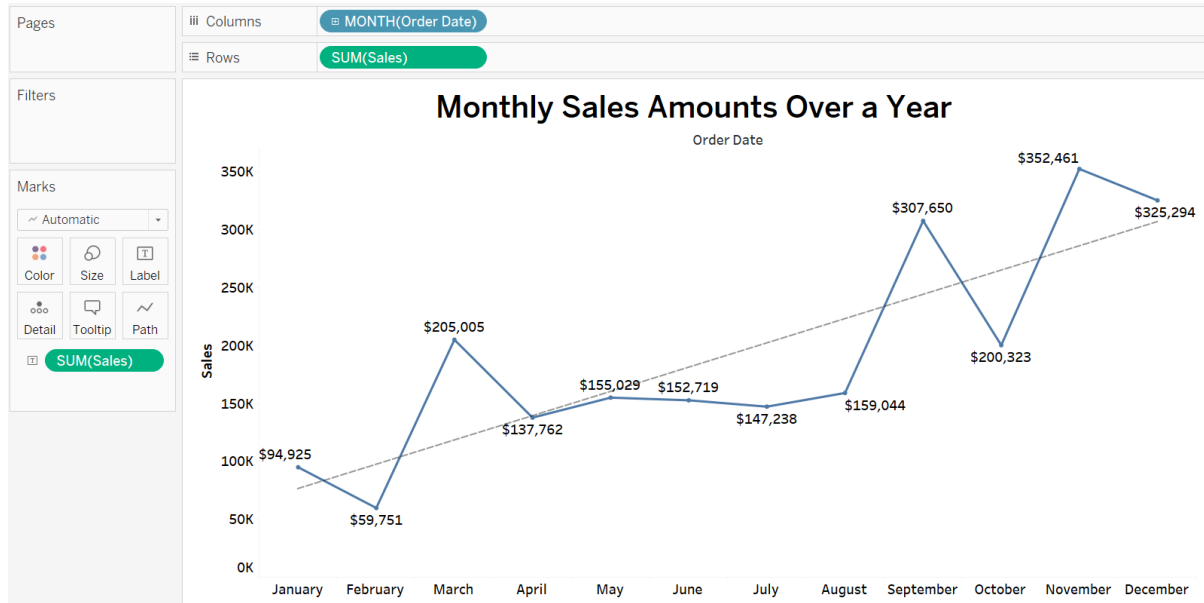 Pages
iii Columns
⊞ MONTH(Order Date)
Rows
SUM(Sales)
Filters
Marks
Automatic
Color
Size
Label
Detail
Tooltip
Path
T
SUM(Sales)
Monthly Sales Amounts Over a Year
Order Date
Sales
350K
300K
250K
200K
150K
100K
50K
0K
$94,925
$59,751
$205,005
$137,762
$155,029
$152,719
$147,238
$159,044
$307,650
$200,323
$352,461
$325,294
January February March April May June July August September October November December